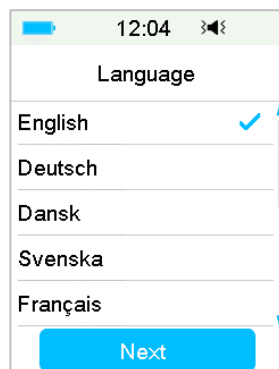 12:04
Language
English
Deutsch
Dansk
Svenska
Français
Next